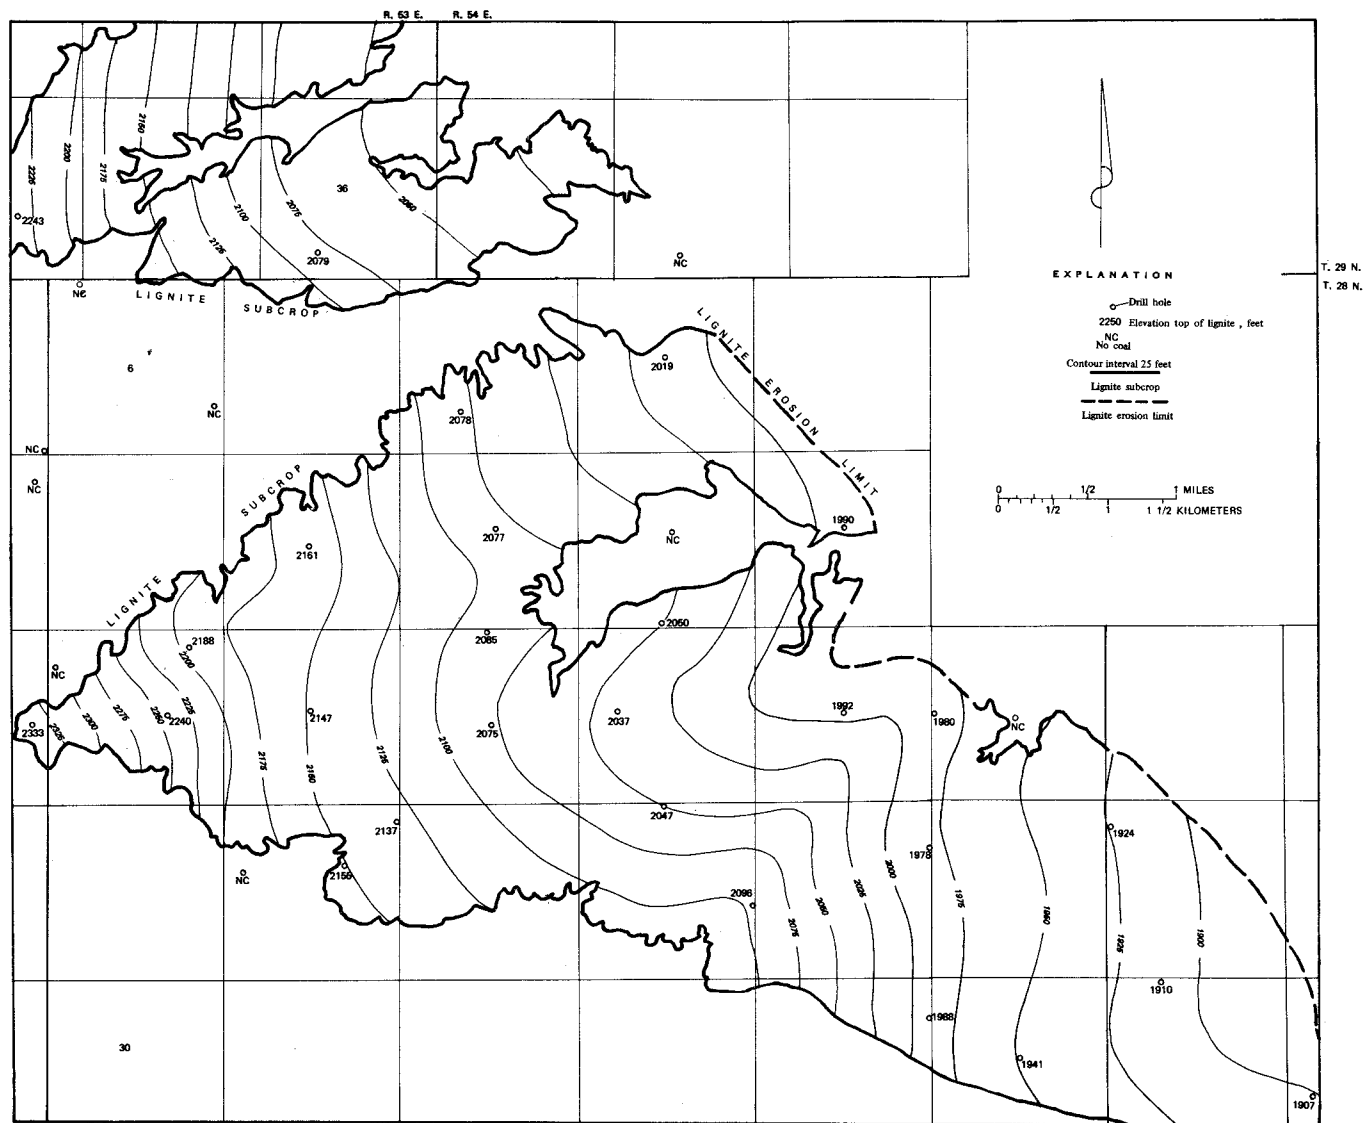 R. 53 E. R. 54 E.
2150
2200
2175
2225
2243
36
2100
2075
2050
2125
2079
NC
NC
LIGNITE SUBCROP
EXPLANATION
T. 29 N.
T. 28 N.
Drill hole
2250 Elevation top of lignite , feet
NC
No coal
Contour interval 25 feet
Lignite subcrop
Lignite erosion limit
LIGNITE EROSION LIMIT
6
2019
NC
2078
NC
NC
LIGNITE SUBCROP
0 1/2 1 MILES
0 1/2 1 1 1/2 KILOMETERS
1990
2077
NC
2161
2050
2085
2188
2200
NC
2333
2325
2300
2275
2250
2240
2225
2147
2175
2150
2125
2100
2075
2037
1992
1980
NC
2047
2137
2156
NC
2096
1978
1924
2075
2050
2025
2000
1975
1950
1925
1900
1988
1910
30
1941
1907